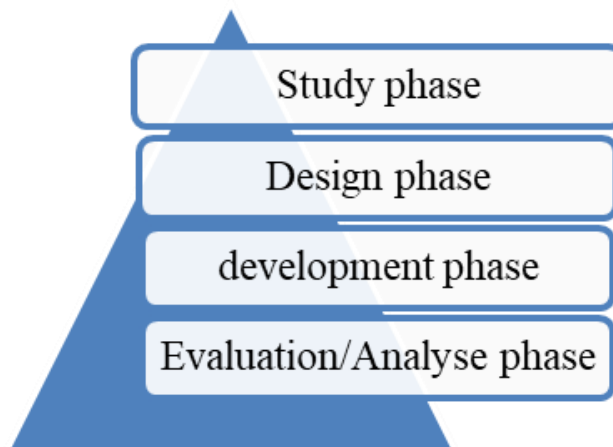 Study phase
Design phase
development phase
Evaluation/Analyse phase